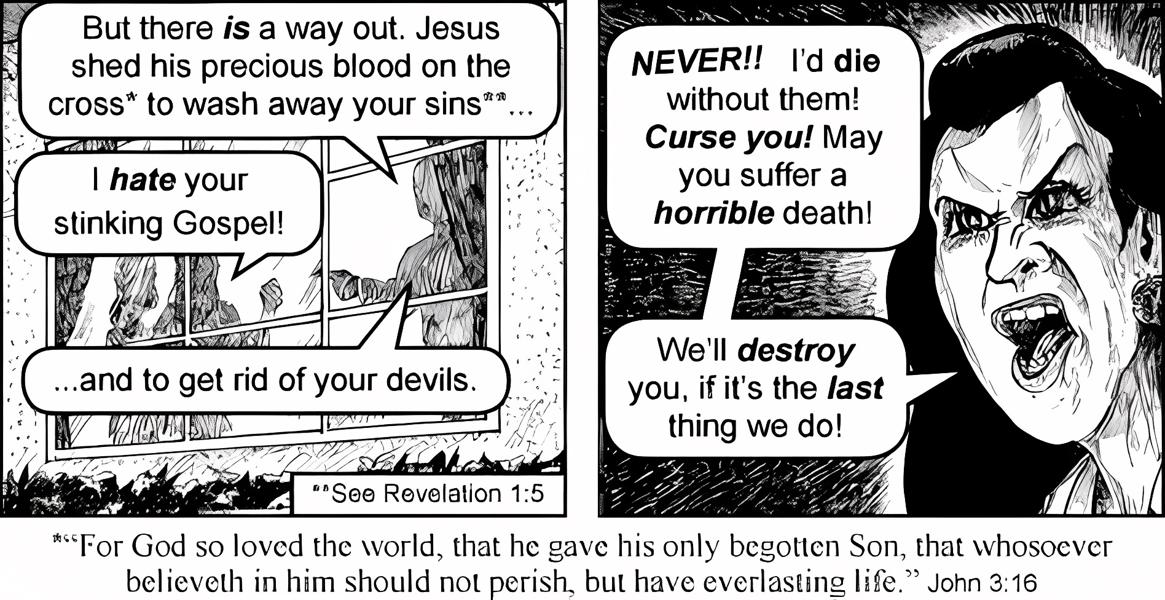 But there is a way out. Jesus
shed his precious blood on the
cross* to wash away your sins**...
I hate your
stinking Gospel!
...and to get rid of your devils.
**See Revelation 1:5
NEVER!! I'd die
without them!
Curse you! May
you suffer a
horrible death!
We'll destroy
you, if it's the last
thing we do!
*“For God so loved the world, that he gave his only begotten Son, that whosoever
believeth in him should not perish, but have everlasting life.” John 3:16